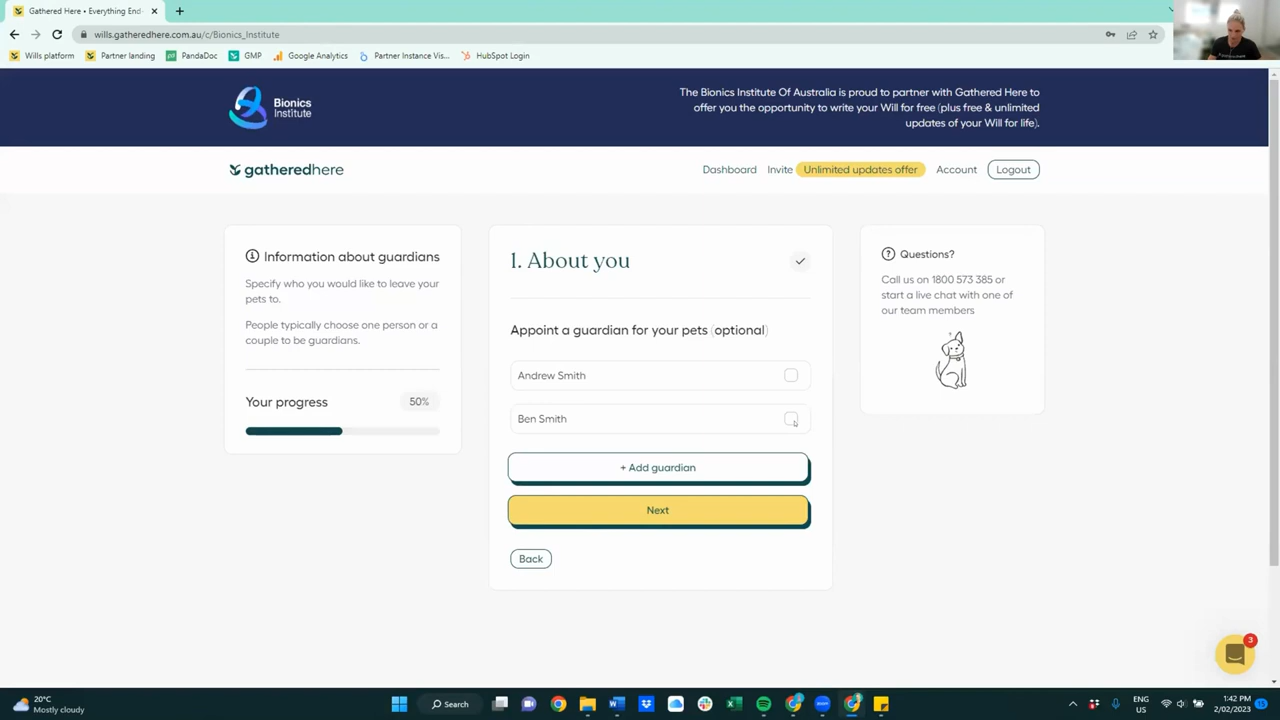 Gathered Here • Everything End-
wills.gatheredhere.com.au/c/Bionics_Institute
Wills platform
Partner landing
PandaDoc
GMP
Google Analytics
Partner Instance Vis...
HubSpot Login
Bionics
Institute
The Bionics Institute Of Australia is proud to partner with Gathered Here to
offer you the opportunity to write your Will for free (plus free & unlimited
updates of your Will for life).
gatheredhere
Dashboard
Invite
Unlimited updates offer
Account
Logout
Information about guardians
Specify who you would like to leave your
pets to.
People typically choose one person or a
couple to be guardians.
Your progress
50%
1. About you
Appoint a guardian for your pets (optional)
Andrew Smith
Ben Smith
+ Add guardian
Next
Back
Questions?
Call us on 1800 573 385 or
start a live chat with one of
our team members
3
20°C
Mostly cloudy
Search
ENG
US
1:42 PM
2/02/2023